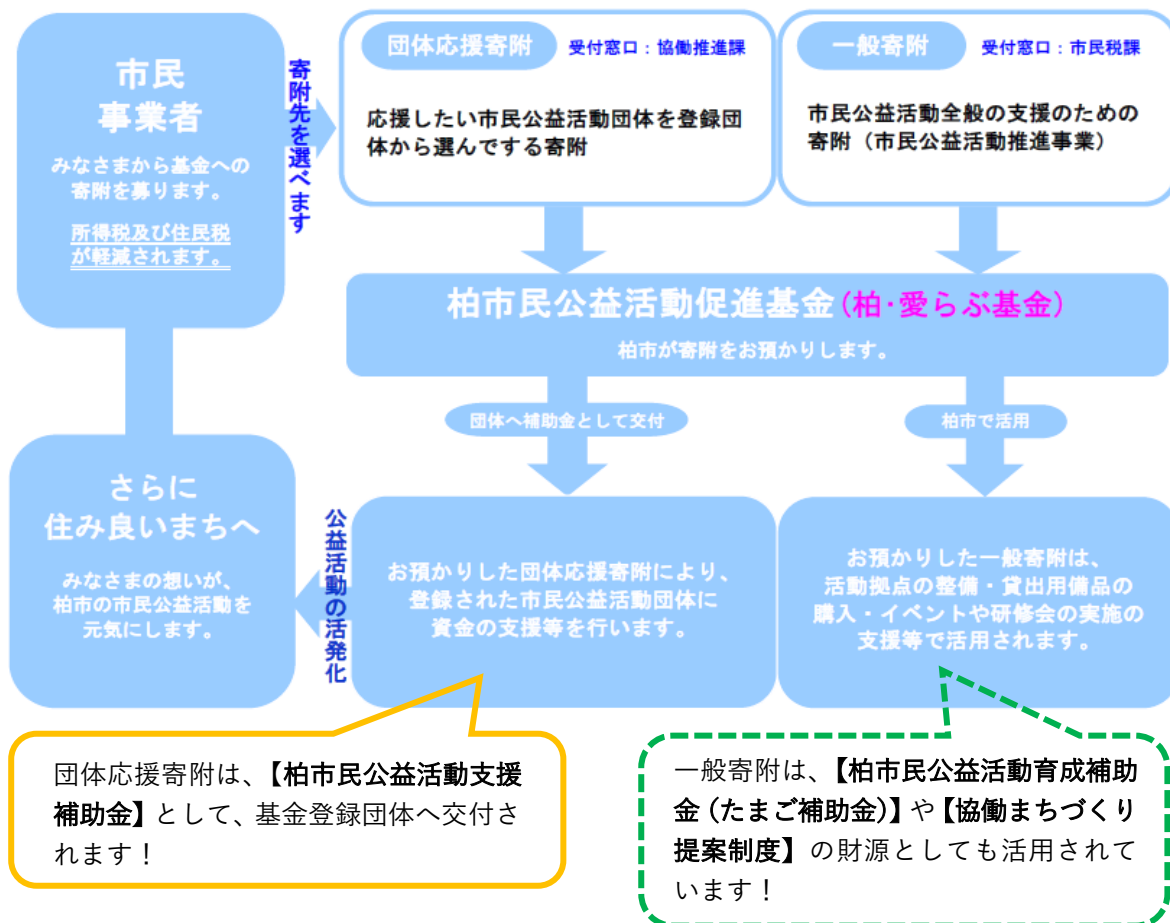 市民
事業者
みなさまから基金への
寄附を募ります。
所得税及び住民税
が軽減されます。
寄附先を選べます
団体応援寄附
受付窓口：協働推進課
応援したい市民公益活動団体を登録団
体から選んでする寄附
一般寄附
受付窓口：市民税課
市民公益活動全般の支援のための
寄附（市民公益活動推進事業）
柏市民公益活動促進基金(柏・愛らぶ基金)
柏市が寄附をお預かりします。
団体へ補助金として交付
柏市で活用
お預かりした団体応援寄附により、
登録された市民公益活動団体に
資金の支援等を行います。
お預かりした一般寄附は、
活動拠点の整備・貸出用備品の
購入・イベントや研修会の実施の
支援等で活用されます。
公益活動の活発化
さらに
住み良いまちへ
みなさまの想いが、
柏市の市民公益活動を
元気にします。
団体応援寄附は、【柏市民公益活動支援
補助金】として、基金登録団体へ交付さ
れます！
一般寄附は、【柏市民公益活動育成補助
金（たまご補助金）】や【協働まちづくり
提案制度】の財源としても活用されて
います！